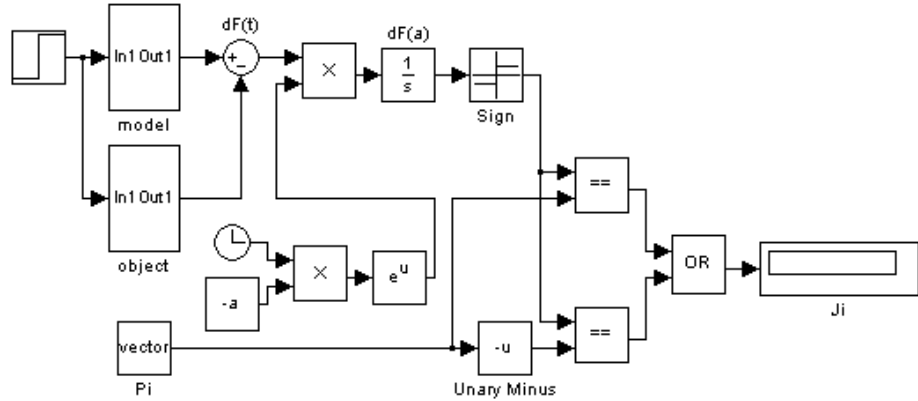 dF(t)
dF(a)
In1 Out1
+
-
×
1
s
Sign
model
In1 Out1
object
×
e^u
-a
==
OR
==
Ji
vector
Pi
-u
Unary Minus